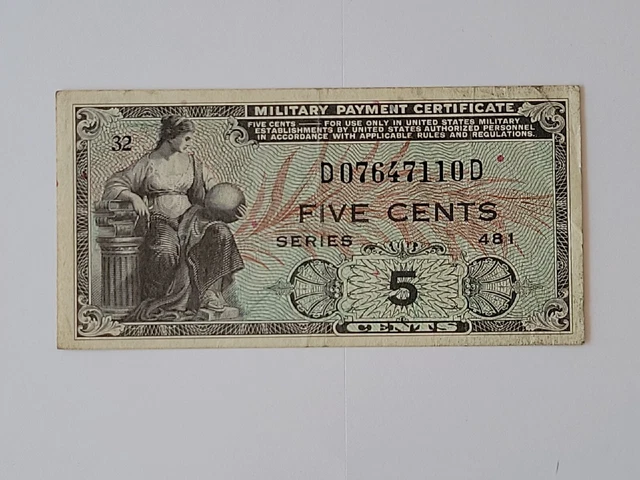 MILITARY PAYMENT CERTIFICATE
FIVE CENTS — FOR USE ONLY IN UNITED STATES MILITARY
ESTABLISHMENTS BY UNITED STATES AUTHORIZED PERSONNEL
IN ACCORDANCE WITH APPLICABLE RULES AND REGULATIONS.
32
D07647110D
FIVE CENTS
SERIES 481
5
CENTS